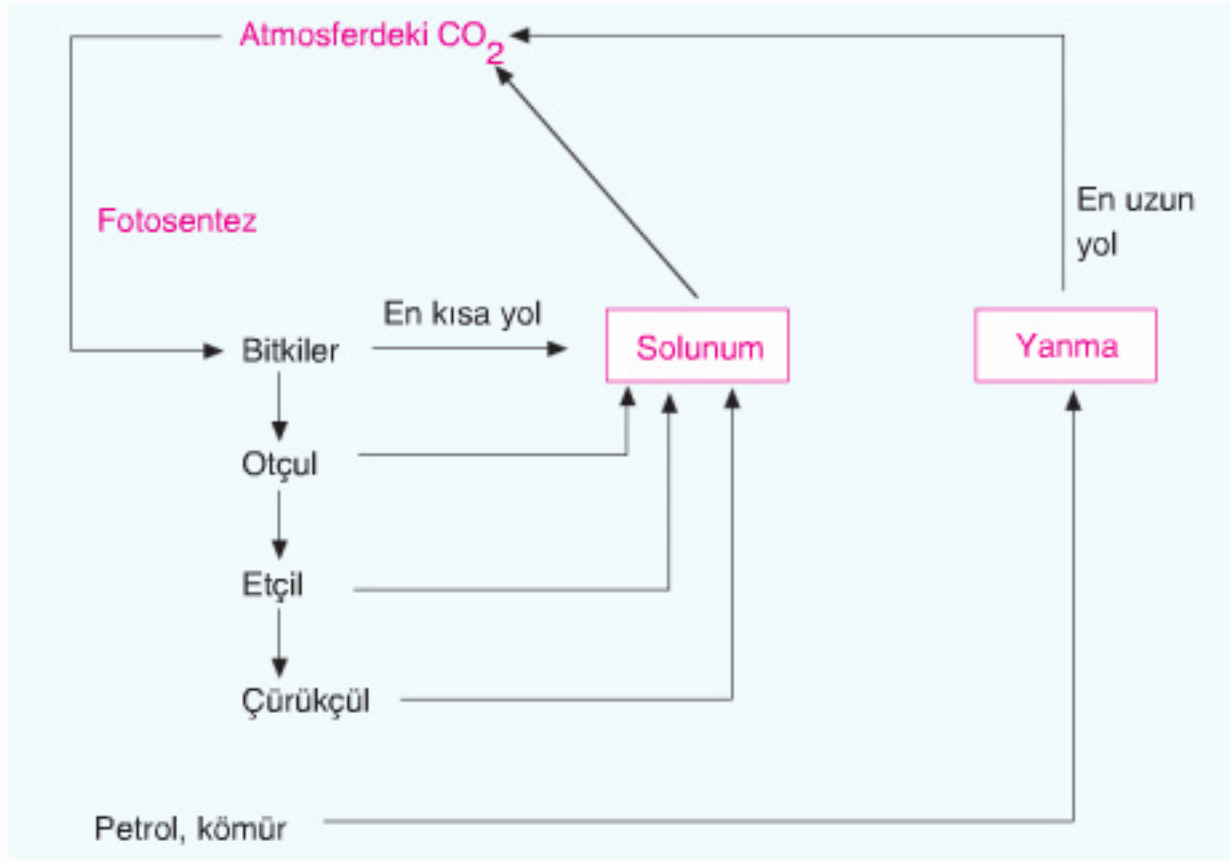 Atmosferdeki CO2
En uzun
yol
Fotosentez
En kısa yol
Bitkiler
Solunum
Yanma
Otçul
Etçil
Çürükçül
Petrol, kömür